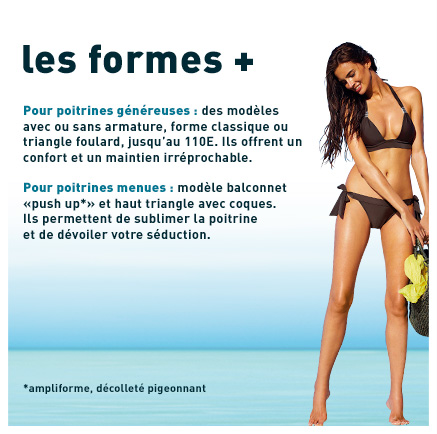 les formes +
Pour poitrines généreuses : des modèles
avec ou sans armature, forme classique ou
triangle foulard, jusqu'au 110E. Ils offrent un
confort et un maintien irréprochable.
Pour poitrines menues : modèle balconnet
«push up*» et haut triangle avec coques.
Ils permettent de sublimer la poitrine
et de dévoiler votre séduction.
*ampliforme, décolleté pigeonnant